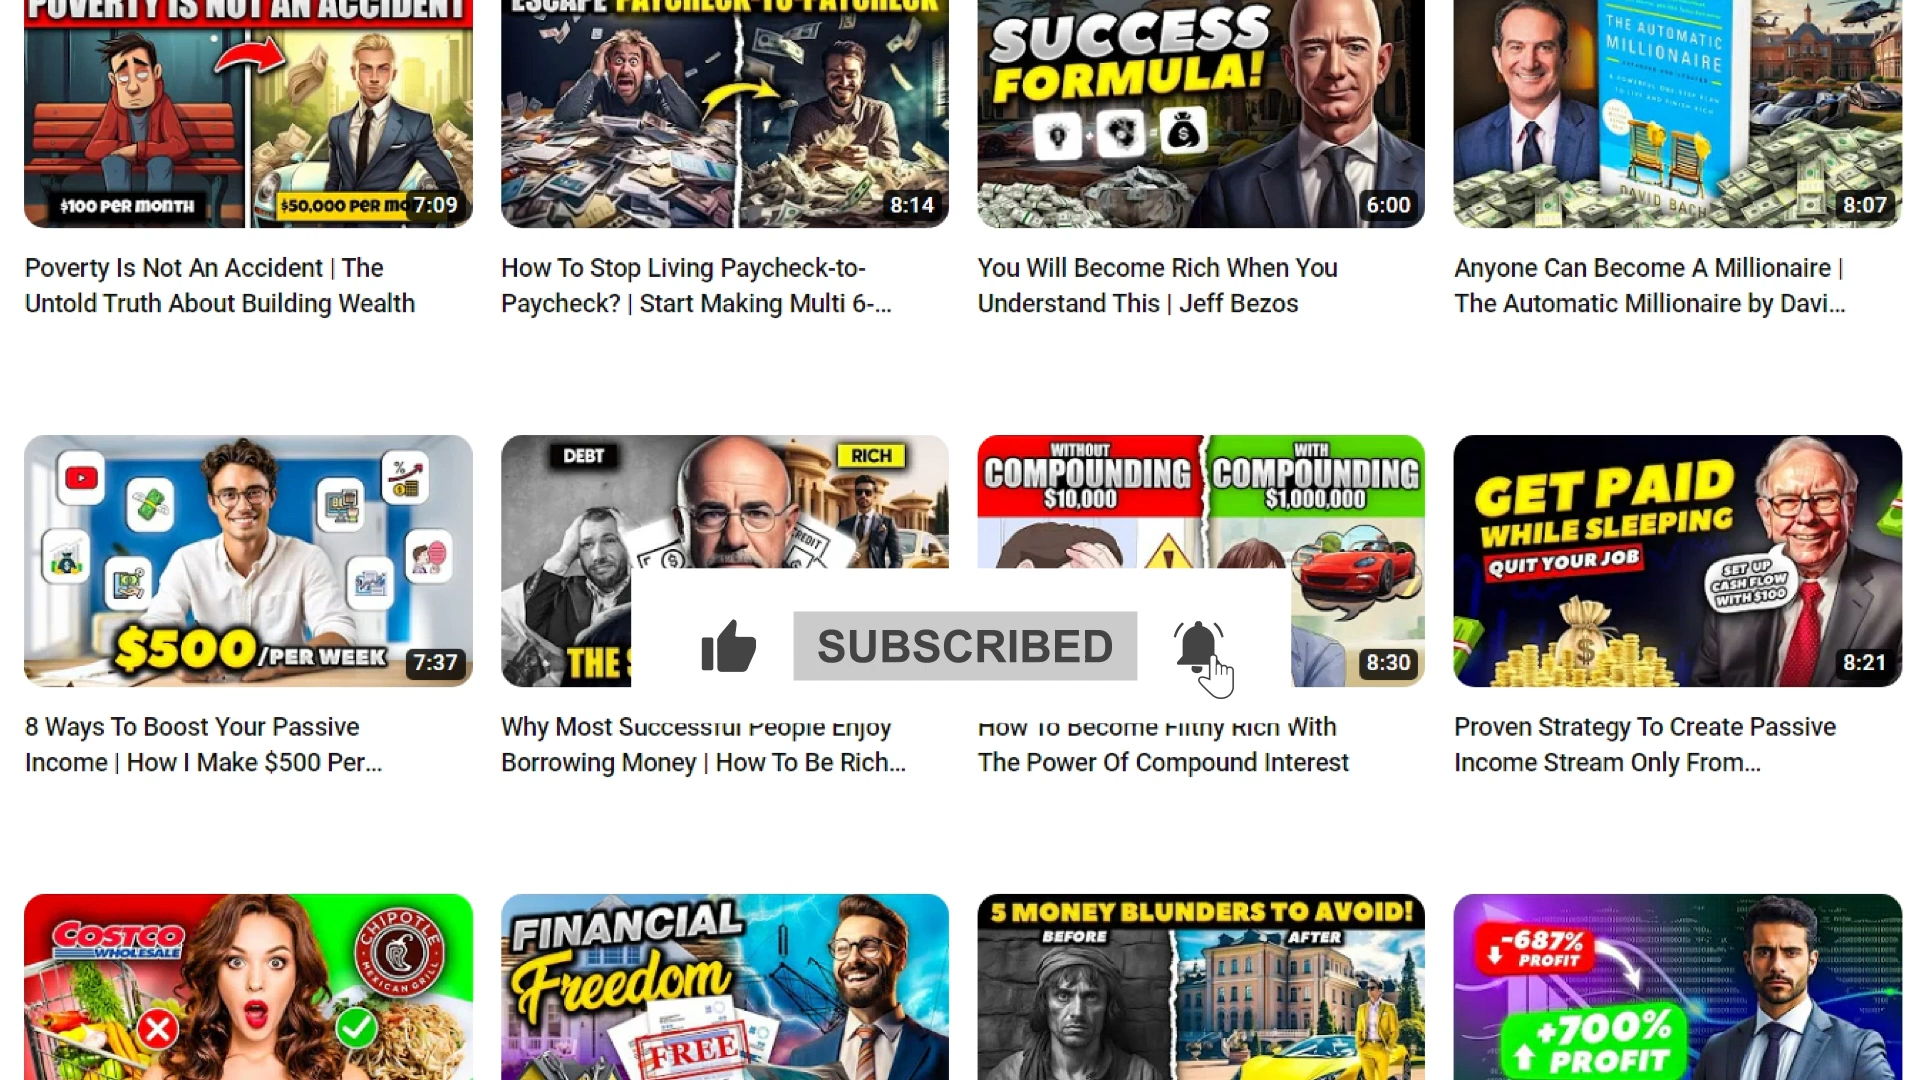 POVERTY IS NOT AN ACCIDENT
$100 PER MONTH
$50,000 PER MO
7:09
ESCAPE PAYCHECK-TO-PAYCHECK
8:14
SUCCESS
FORMULA!
$
6:00
THE AUTOMATIC
MILLIONAIRE
DAVID BACH
8:07
Poverty Is Not An Accident | The
Untold Truth About Building Wealth
How To Stop Living Paycheck-to-
Paycheck? | Start Making Multi 6-...
You Will Become Rich When You
Understand This | Jeff Bezos
Anyone Can Become A Millionaire |
The Automatic Millionaire by Davi...
$500/PER WEEK
7:37
DEBT
RICH
CREDIT
THE
WITHOUT
COMPOUNDING
$10,000
WITH
COMPOUNDING
$1,000,000
8:30
GET PAID
WHILE SLEEPING
QUIT YOUR JOB
SET UP
CASH FLOW
WITH $100
$
8:21
SUBSCRIBED
8 Ways To Boost Your Passive
Income | How I Make $500 Per...
Why Most Successful People Enjoy
Borrowing Money | How To Be Rich...
How To Become Filthy Rich With
The Power Of Compound Interest
Proven Strategy To Create Passive
Income Stream Only From...
COSTCO
WHOLESALE
CHIPOTLE
MEXICAN GRILL
FINANCIAL
Freedom
FREE
5 MONEY BLUNDERS TO AVOID!
BEFORE
AFTER
-687%
PROFIT
+700%
PROFIT